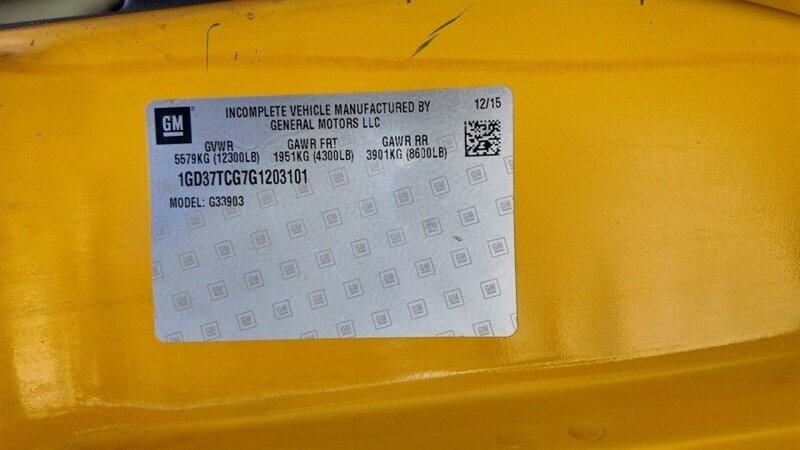 GM
INCOMPLETE VEHICLE MANUFACTURED BY
GENERAL MOTORS LLC
12/15
GVWR GAWR FRT GAWR RR
5579KG (12300LB) 1951KG (4300LB) 3901KG (8600LB)
1GD37TCG7G1203101
MODEL: G33903